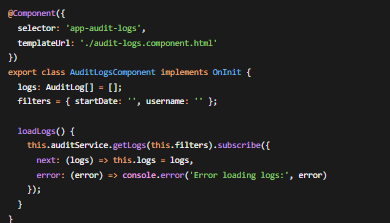 @Component({
  selector: 'app-audit-logs',
  templateUrl: './audit-logs.component.html'
})
export class AuditLogsComponent implements OnInit {
  logs: AuditLog[] = [];
  filters = { startDate: '', username: '' };

  loadLogs() {
    this.auditService.getLogs(this.filters).subscribe({
      next: (logs) => this.logs = logs,
      error: (error) => console.error('Error loading logs:', error)
    });
  }
}